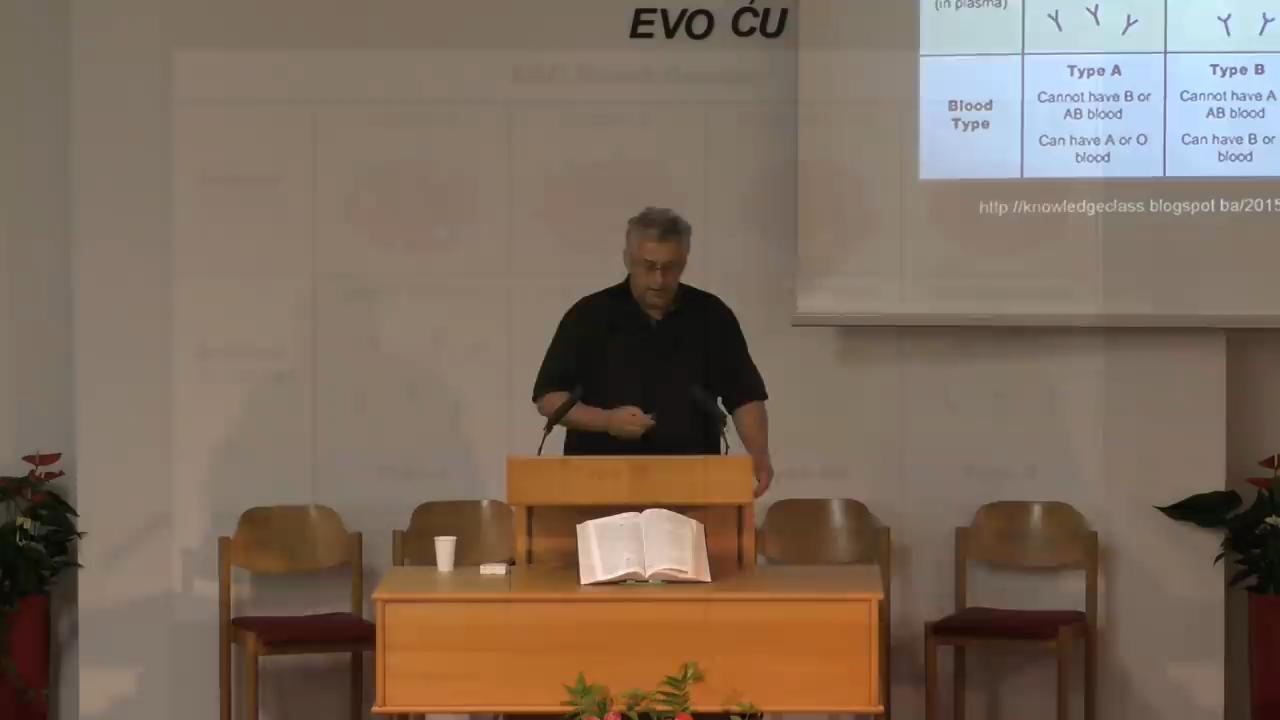 EVO ĆU
(in plasma)
Blood
Type
Type A
Cannot have B or
AB blood
Can have A or O
blood
Type B
Cannot have A
AB blood
Can have B or
blood
http://knowledgeclass.blogspot.ba/2015